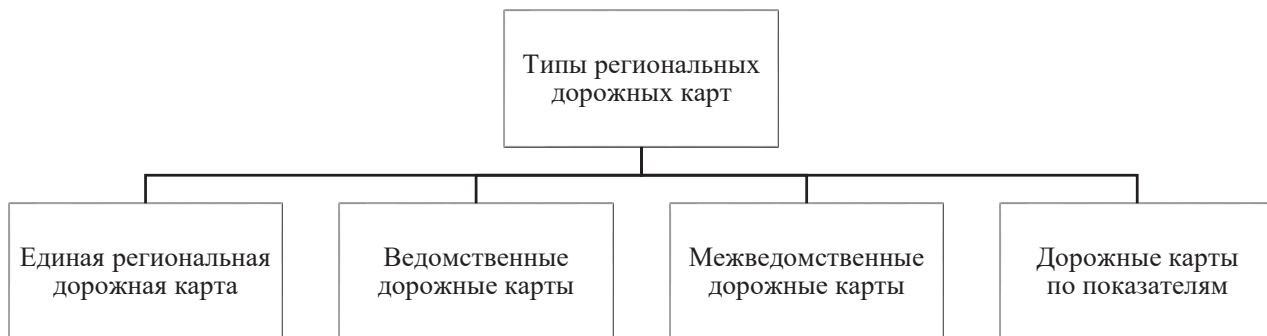 Типы региональных
дорожных карт
Единая региональная
дорожная карта
Ведомственные
дорожные карты
Межведомственные
дорожные карты
Дорожные карты
по показателям